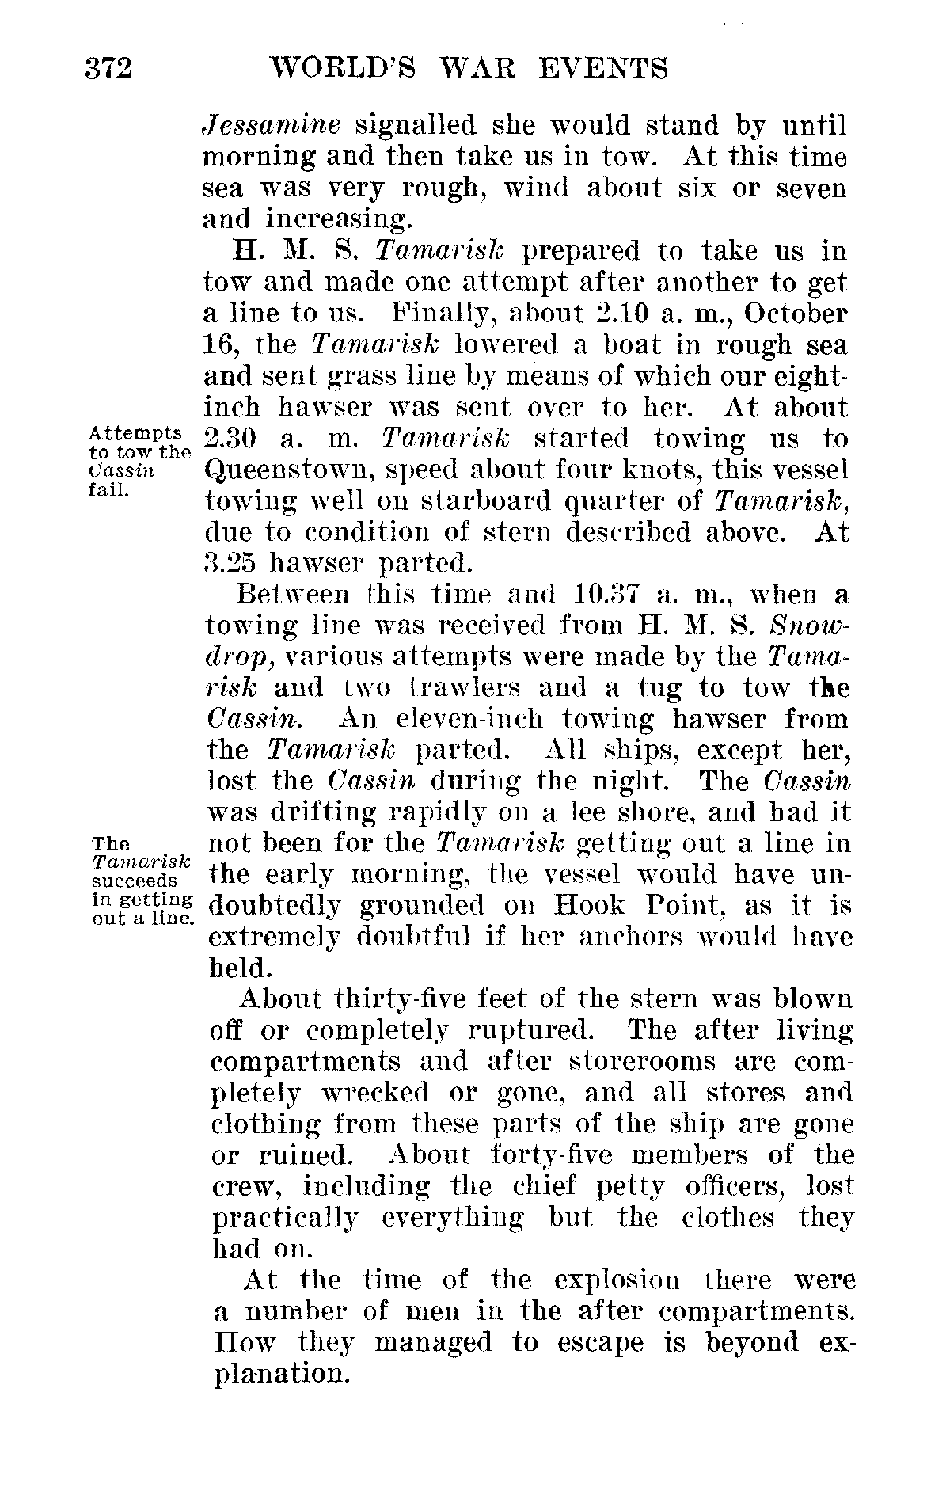 372 WORLD'S WAR EVENTS
Jessamine signalled she would stand by until
morning and then take us in tow. At this time
sea was very rough, wind about six or seven
and increasing.
H. M. S. Tamarisk prepared to take us in
tow and made one attempt after another to get
a line to us. Finally, about 2.10 a. m., October
16, the Tamarisk lowered a boat in rough sea
and sent grass line by means of which our eight-
inch hawser was sent over to her. At about
Attempts
to tow the
Cassin
fail.
2.30 a. m. Tamarisk started towing us to
Queenstown, speed about four knots, this vessel
towing well on starboard quarter of Tamarisk,
due to condition of stern described above. At
3.25 hawser parted.
Between this time and 10.37 a. m., when a
towing line was received from H. M. S. Snow-
drop, various attempts were made by the Tama-
risk and two trawlers and a tug to tow the
Cassin. An eleven-inch towing hawser from
the Tamarisk parted. All ships, except her,
lost the Cassin during the night. The Cassin
was drifting rapidly on a lee shore, and had it
The
Tamarisk
succeeds
in getting
out a line.
not been for the Tamarisk getting out a line in
the early morning, the vessel would have un-
doubtedly grounded on Hook Point, as it is
extremely doubtful if her anchors would have
held.
About thirty-five feet of the stern was blown
off or completely ruptured. The after living
compartments and after storerooms are com-
pletely wrecked or gone, and all stores and
clothing from these parts of the ship are gone
or ruined. About forty-five members of the
crew, including the chief petty officers, lost
practically everything but the clothes they
had on.
At the time of the explosion there were
a number of men in the after compartments.
How they managed to escape is beyond ex-
planation.